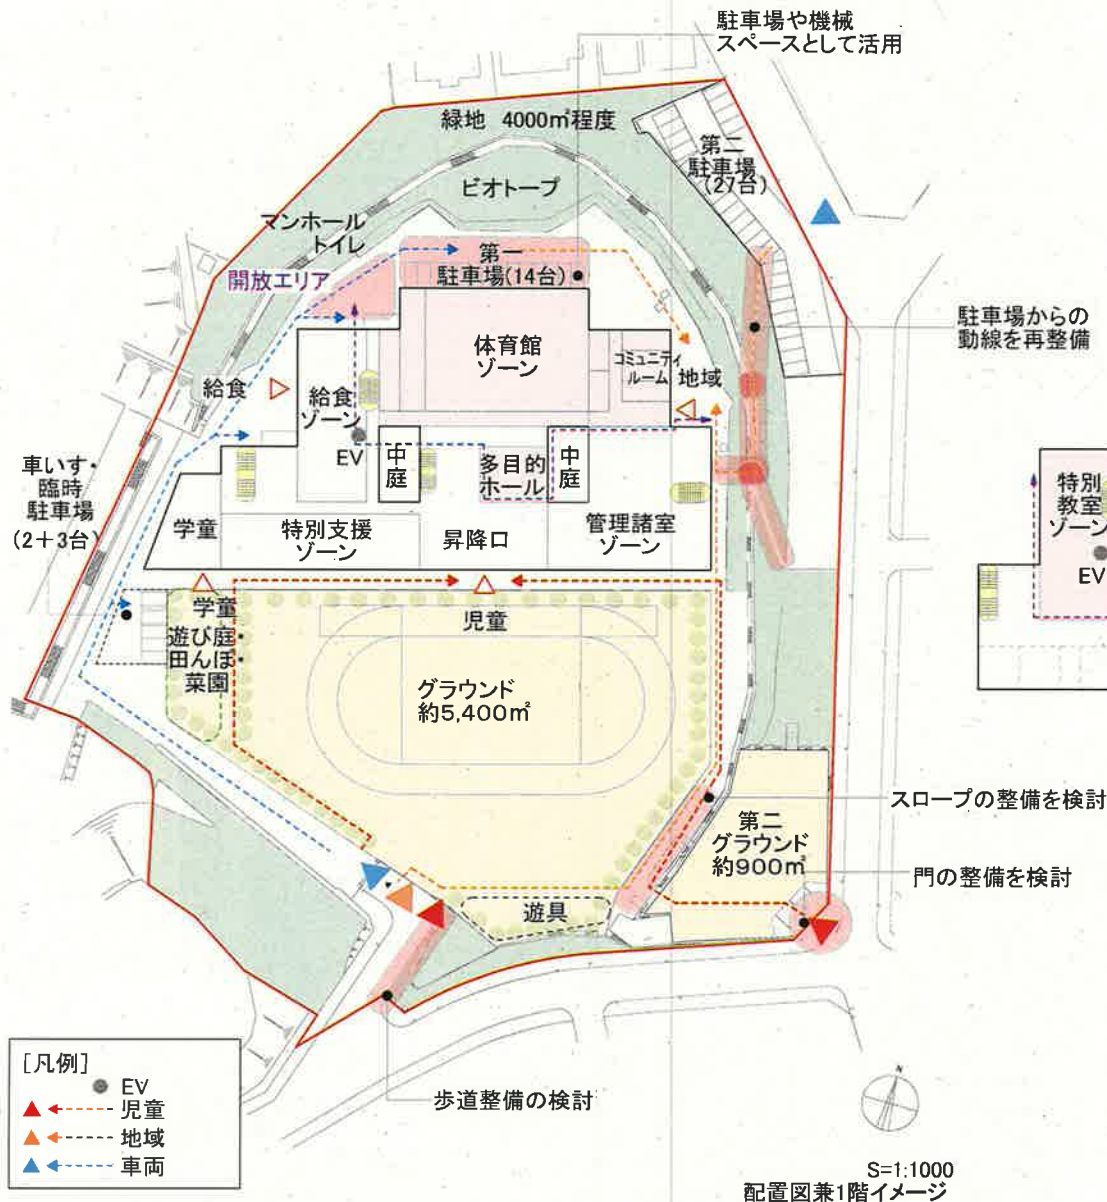 駐車場や機械
スペースとして活用
緑地 4000㎡程度
第二
駐車場
(27台)
ビオトープ
マンホール
トイレ
第一
駐車場(14台)
開放エリア
駐車場からの
動線を再整備
体育館
ゾーン
コミュニティ
ルーム
地域
給食
給食
ゾーン
EV
中庭
多目的
ホール
中庭
車いす・
臨時
駐車場
(2+3台)
特別
教室
ゾーン
EV
学童
特別支援
ゾーン
昇降口
管理諸室
ゾーン
学童
遊び庭・
田んぼ・
菜園
児童
グラウンド
約5,400㎡
スロープの整備を検討
第二
グラウンド
約900㎡
門の整備を検討
遊具
[凡例]
EV
児童
地域
車両
歩道整備の検討
N
S=1:1000
配置図兼1階イメージ